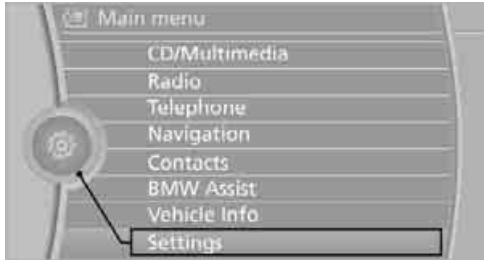 Main menu
CD/Multimedia
Radio
Telephone
Navigation
Contacts
BMW Assist
Vehicle Info
Settings